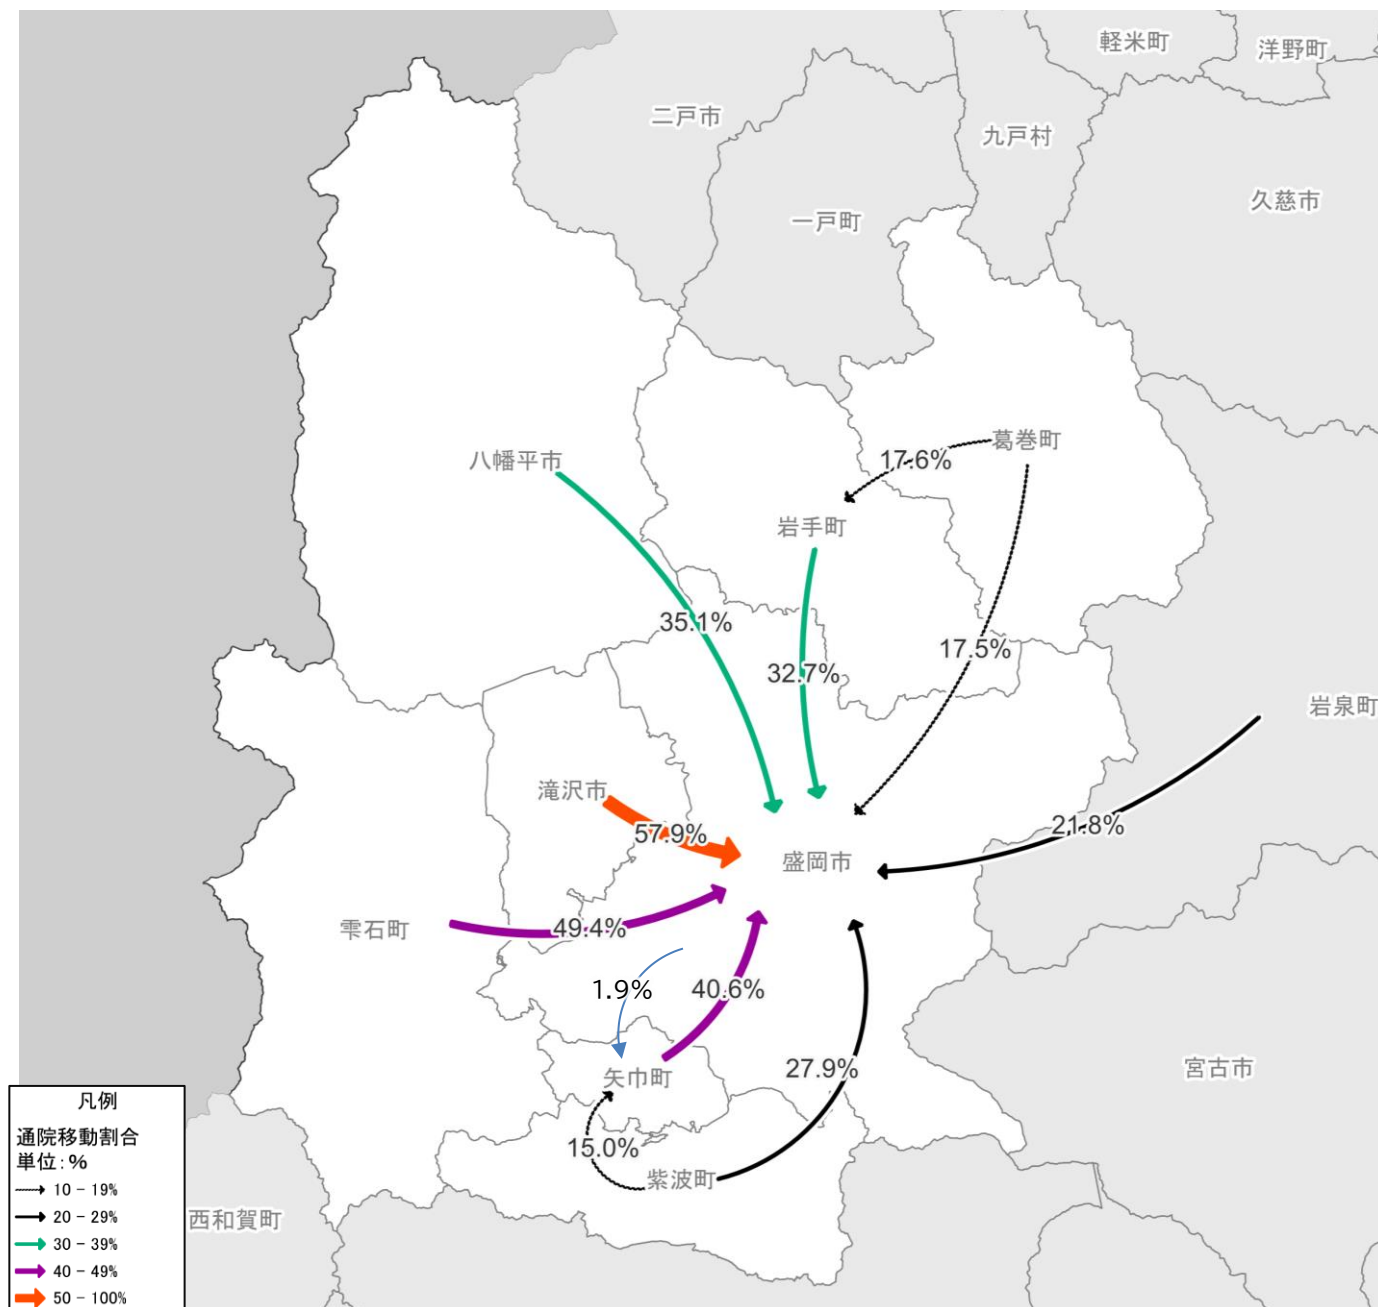 軽米町
洋野町
二戸市
九戸村
久慈市
一戸町
葛巻町
17.6%
八幡平市
岩手町
35.1%
17.5%
32.7%
岩泉町
滝沢市
57.9%
21.8%
盛岡市
雫石町
49.4%
1.9%
40.6%
27.9%
宮古市
矢巾町
15.0%
紫波町
西和賀町
凡例
通院移動割合
単位:%
10 - 19%
20 - 29%
30 - 39%
40 - 49%
50 - 100%